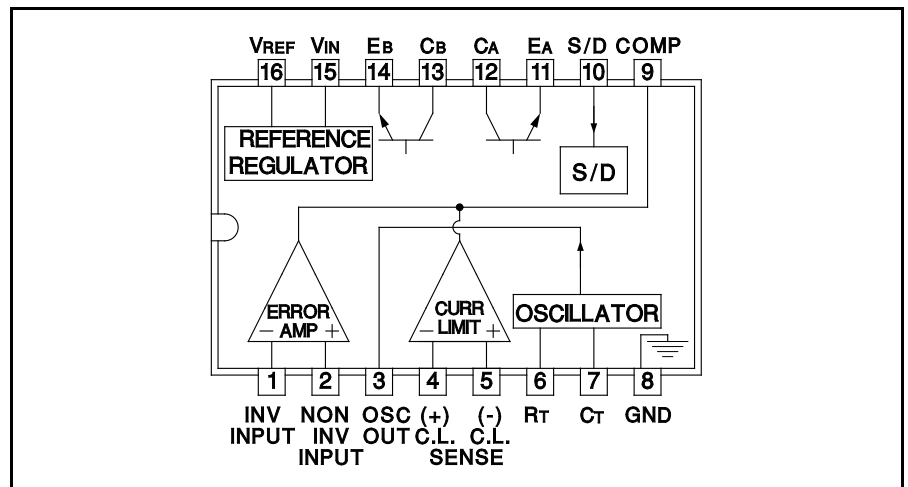 VREF VIN EB CB CA EA S/D COMP
16 15 14 13 12 11 10 9
REFERENCE
REGULATOR
S/D
ERROR
AMP
− +
CURR
LIMIT
− +
OSCILLATOR
1 2 3 4 5 6 7 8
INV
INPUT
NON
INV
INPUT
OSC
OUT
(+)
C.L.
(-)
C.L.
SENSE
RT
CT
GND